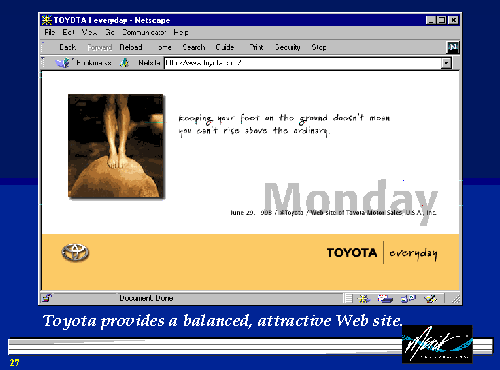 TOYOTA | everyday - Netscape
File Edit View Go Communicator Help
Back Forward Reload Home Search Guide Print Security Stop
Bookmarks Netsite: http://www.toyota.com/
keeping your feet on the ground doesn't mean
you can't rise above the ordinary.
Monday
June 29, 1998 / @Toyota / Web site of Toyota Motor Sales, U.S.A., Inc.
TOYOTA everyday
Document: Done
Toyota provides a balanced, attractive Web site.
27